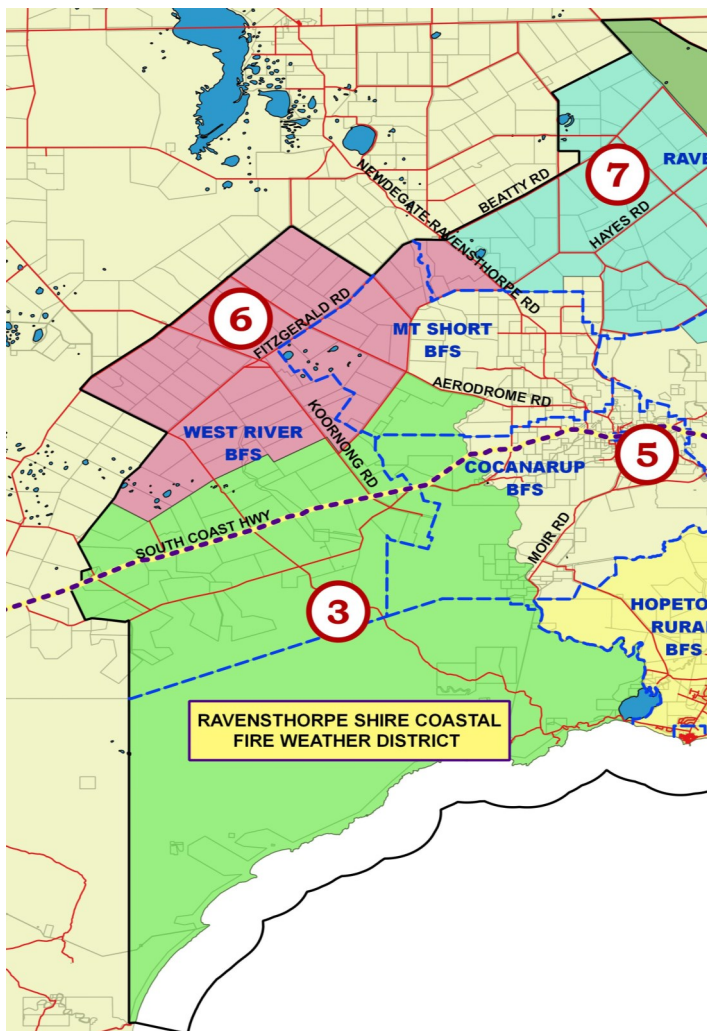 7
RAVE
NEWDEGATE-RAVENSTHORPE RD
BEATTY RD
HAYES RD
6
FITZGERALD RD
MT SHORT
BFS
AERODROME RD
KOORNONG RD
WEST RIVER
BFS
5
COCANARUP
BFS
SOUTH COAST HWY
MOIR RD
3
HOPETO
RURA
BFS
RAVENSTHORPE SHIRE COASTAL
FIRE WEATHER DISTRICT